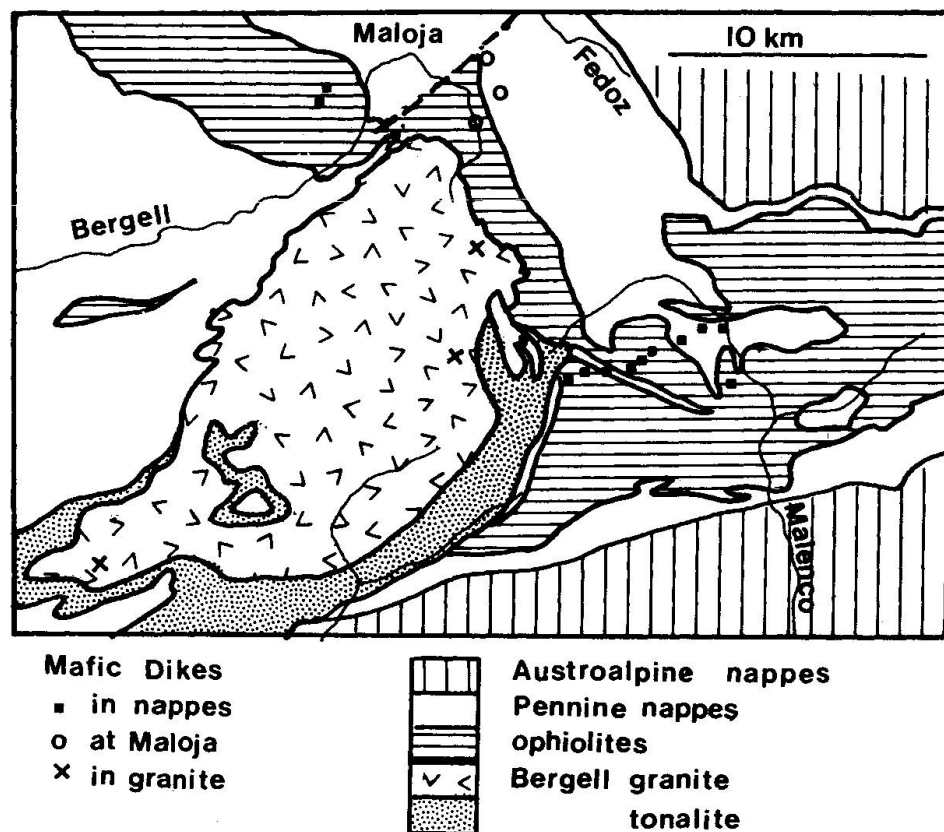 Maloja
10 km
Fedoz
Bergell
Malenco
Mafic Dikes
in nappes
at Maloja
in granite
Austroalpine nappes
Pennine nappes
ophiolites
Bergell granite
tonalite